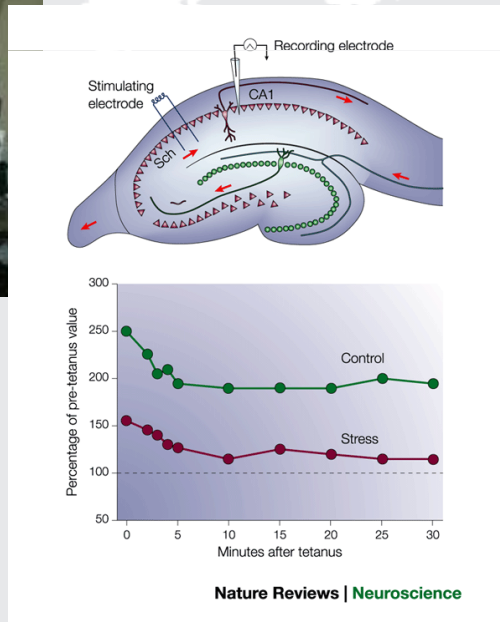 Recording electrode
Stimulating
electrode
CA1
Sch
300
250
200
150
100
50
Percentage of pre-tetanus value
Control
Stress
0 5 10 15 20 25 30
Minutes after tetanus
Nature Reviews | Neuroscience